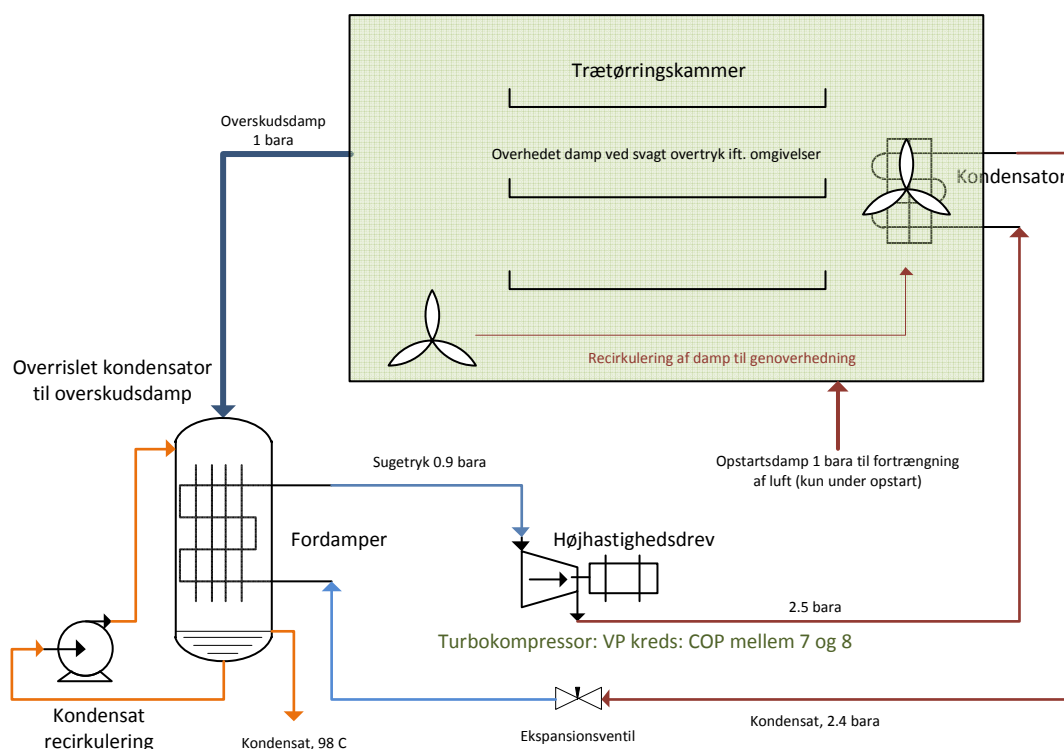 Trætørringskammer
Overskudsdamp
1 bara
Overhedet damp ved svagt overtryk ift. omgivelser
Kondensator
Recirkulering af damp til genoverhedning
Overrislet kondensator
til overskudsdamp
Opstartsdamp 1 bara til fortrængning
af luft (kun under opstart)
Sugetryk 0.9 bara
Fordamper
Højhastighedsdrev
2.5 bara
Turbokompressor: VP kreds: COP mellem 7 og 8
Kondensat
recirkulering
Kondensat, 98 C
Ekspansionsventil
Kondensat, 2.4 bara